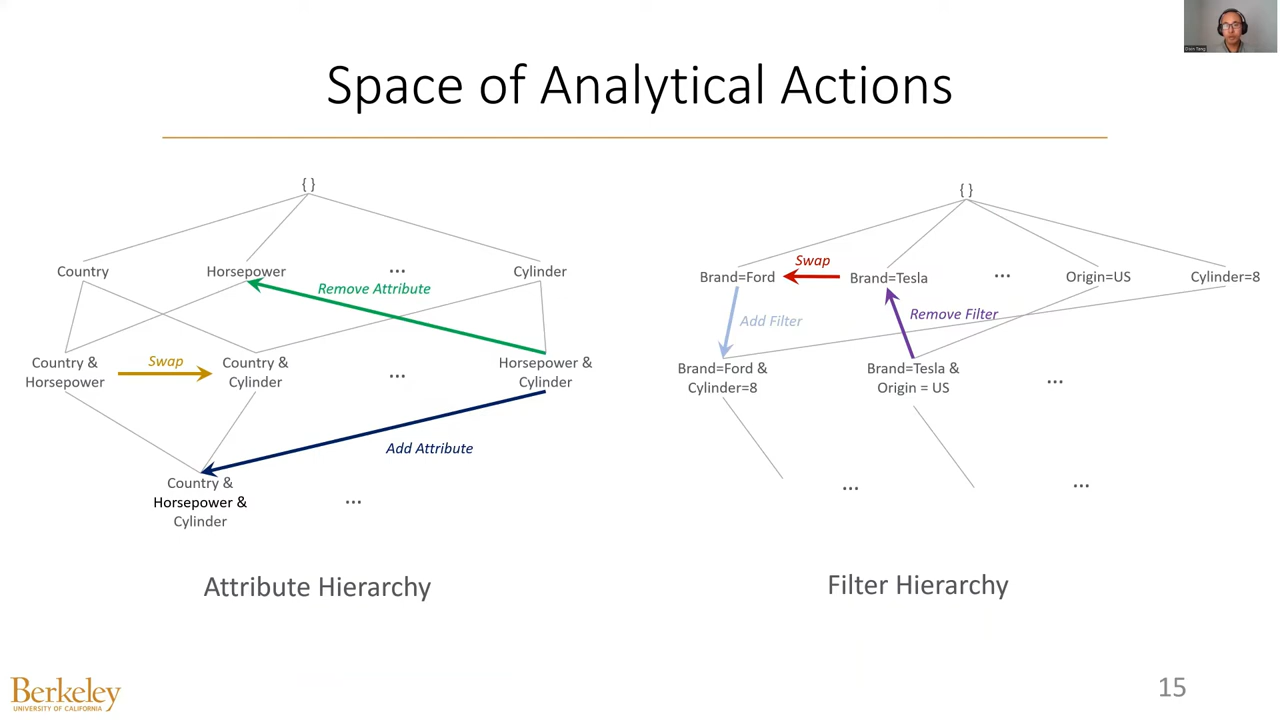 Space of Analytical Actions
{ }
Country
Horsepower
...
Cylinder
Remove Attribute
Country &
Horsepower
Swap
Country &
Cylinder
...
Horsepower &
Cylinder
Add Attribute
Country &
Horsepower &
Cylinder
...
Attribute Hierarchy
{ }
Brand=Ford
Swap
Brand=Tesla
...
Origin=US
Cylinder=8
Add Filter
Remove Filter
Brand=Ford &
Cylinder=8
Brand=Tesla &
Origin = US
...
...
...
Filter Hierarchy
Berkeley
UNIVERSITY OF CALIFORNIA
15